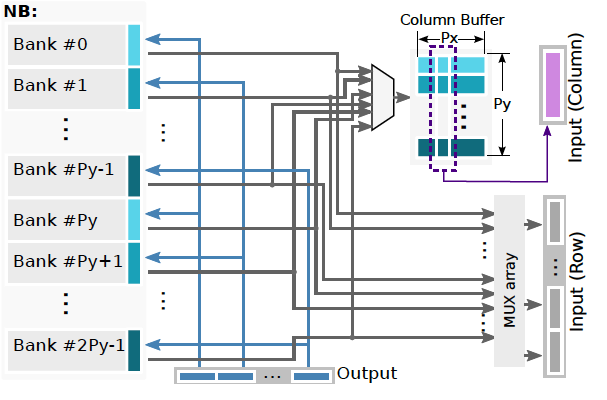 NB:
Bank #0
Bank #1
...
Bank #Py-1
Bank #Py
Bank #Py+1
...
Bank #2Py-1
...
...
Column Buffer
Px
Py
...
Input (Column)
...
...
MUX array
...
Input (Row)
...
Output